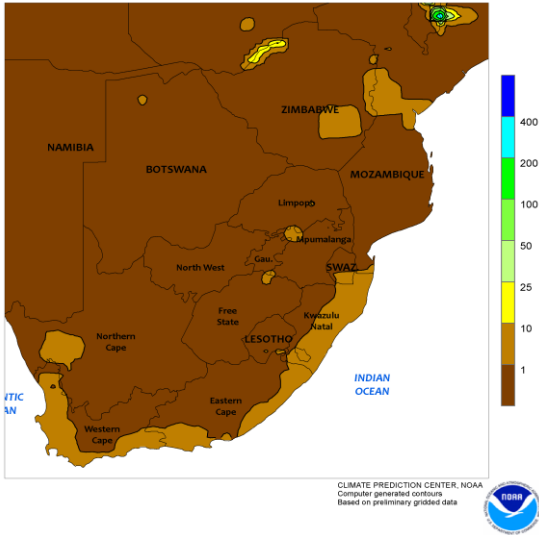 ZIMBABWE
NAMIBIA
BOTSWANA
MOZAMBIQUE
Limpopo
Mpumalanga
Gau.
North West
SWAZ.
Free
State
Kwazulu
Natal
Northern
Cape
LESOTHO
Eastern
Cape
Western
Cape
NTIC
AN
INDIAN
OCEAN
400
200
100
50
25
10
1
CLIMATE PREDICTION CENTER, NOAA
Computer generated contours
Based on preliminary gridded data
NOAA